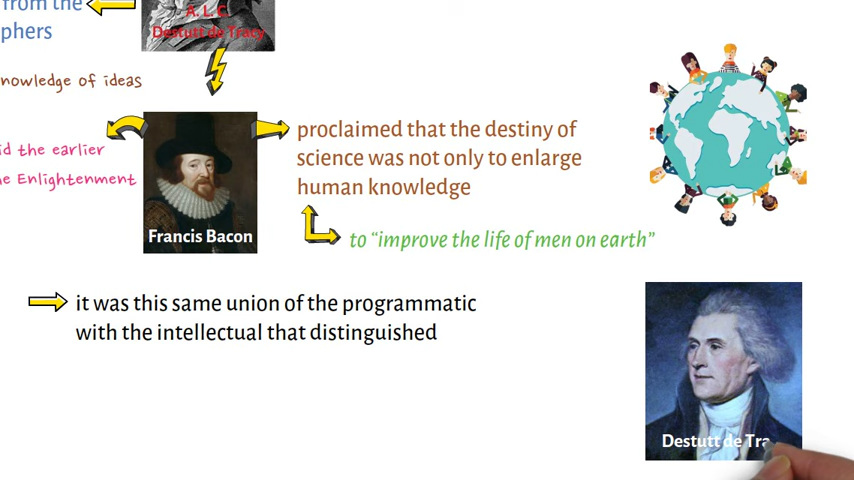 from the
phers
A. L. C.
Destutt de Tracy
nowledge of ideas
id the earlier
e Enlightenment
Francis Bacon
proclaimed that the destiny of
science was not only to enlarge
human knowledge
to “improve the life of men on earth”
it was this same union of the programmatic
with the intellectual that distinguished
Destutt de Tra